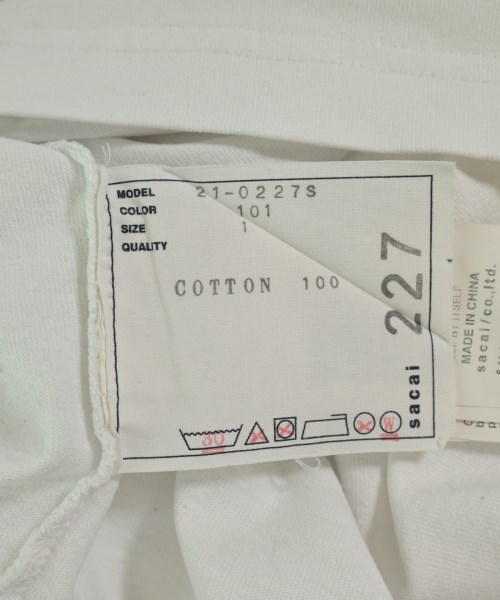 MODEL 21-0227S
COLOR 101
SIZE 1
QUALITY
COTTON 100
227
sacai
W
MADE IN CHINA
sacai/co.,ltd.